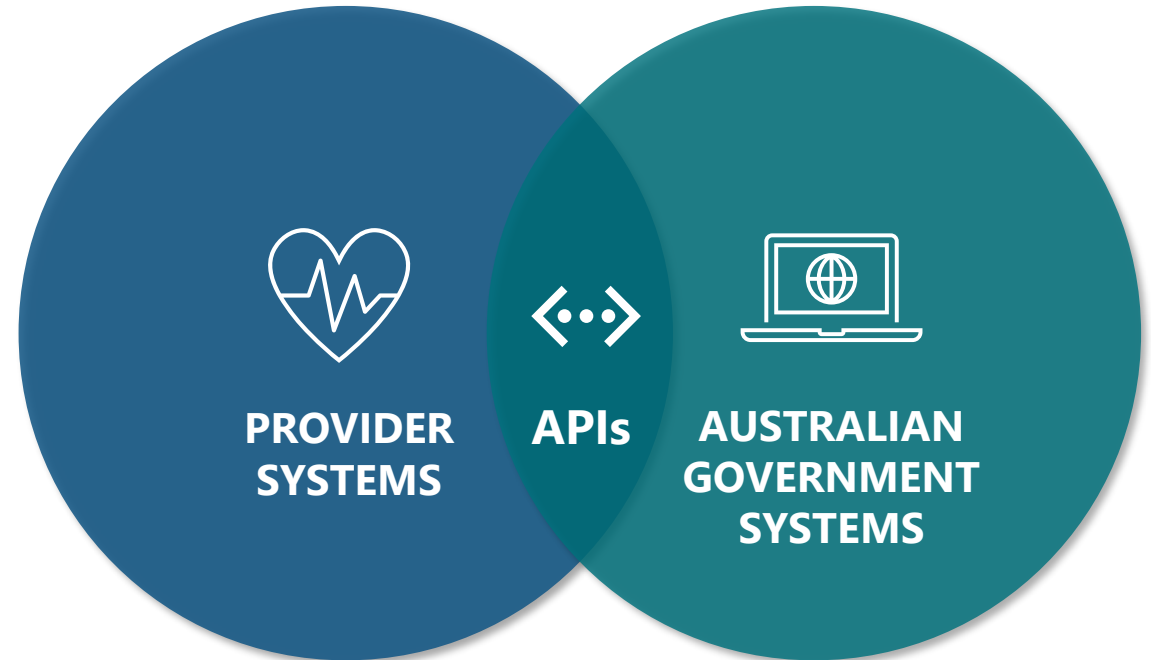 PROVIDER
SYSTEMS
APIs
AUSTRALIAN
GOVERNMENT
SYSTEMS